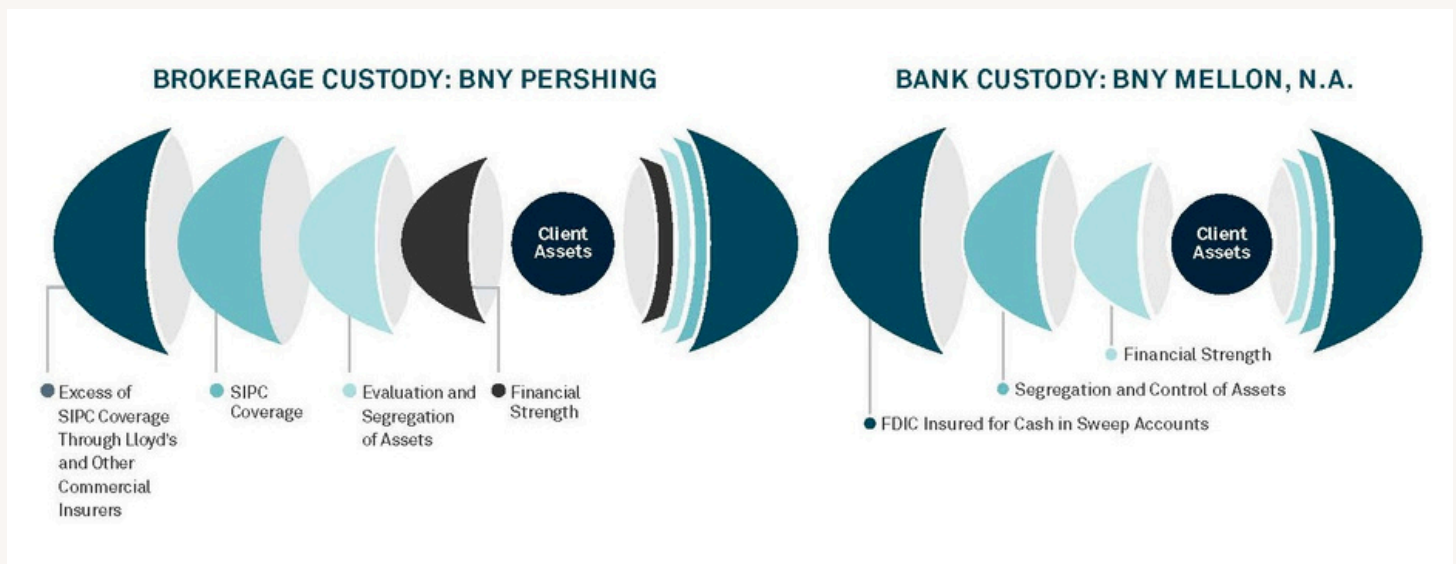 BROKERAGE CUSTODY: BNY PERSHING
Client
Assets
Excess of
SIPC Coverage
Through Lloyd's
and Other
Commercial
Insurers
SIPC
Coverage
Evaluation and
Segregation
of Assets
Financial
Strength
BANK CUSTODY: BNY MELLON, N.A.
Client
Assets
Financial Strength
Segregation and Control of Assets
FDIC Insured for Cash in Sweep Accounts